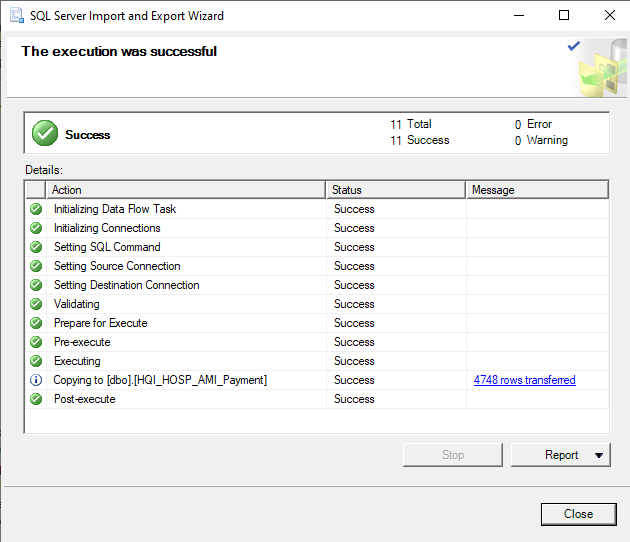 SQL Server Import and Export Wizard
The execution was successful
Success
11 Total 0 Error
11 Success 0 Warning
Details:
Action Status Message
Initializing Data Flow Task Success
Initializing Connections Success
Setting SQL Command Success
Setting Source Connection Success
Setting Destination Connection Success
Validating Success
Prepare for Execute Success
Pre-execute Success
Executing Success
Copying to [dbo].[HQI_HOSP_AMI_Payment] Success 4748 rows transferred
Post-execute Success
Stop Report
Close